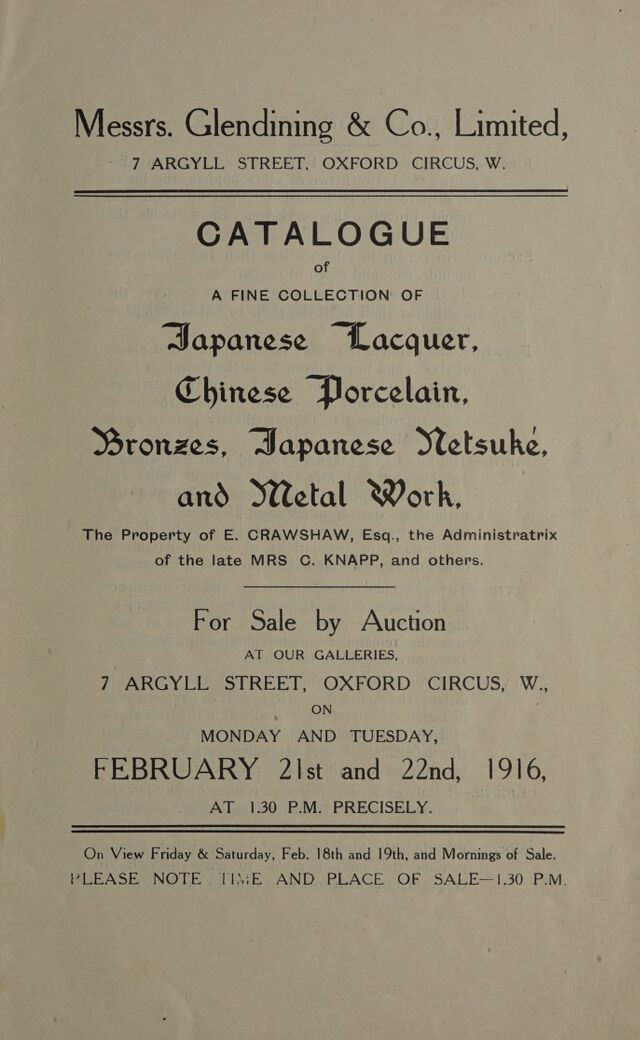 Messrs. Glendining & Co., Limited,
7 ARGYLL STREET, OXFORD CIRCUS, W.
CATALOGUE
of
A FINE COLLECTION OF
Japanese Lacquer,
Chinese Porcelain,
Bronzes, Japanese Netsuké,
and Metal Work,
The Property of E. CRAWSHAW, Esq., the Administratrix
of the late MRS C. KNAPP, and others.
For Sale by Auction
AT OUR GALLERIES,
7 ARGYLL STREET, OXFORD CIRCUS, W.,
ON
MONDAY AND TUESDAY,
FEBRUARY 21st and 22nd, 1916,
AT 1.30 P.M. PRECISELY.
On View Friday & Saturday, Feb. 18th and 19th, and Mornings of Sale.
PLEASE NOTE TIME AND PLACE OF SALE—1.30 P.M.